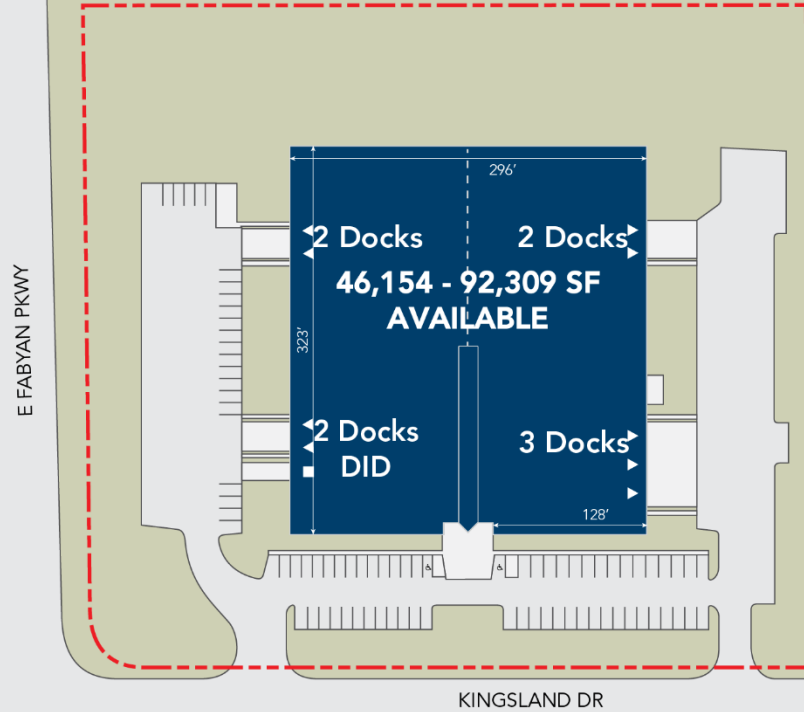 296’
2 Docks
2 Docks
46,154 - 92,309 SF
AVAILABLE
323’
E FABYAN PKWY
2 Docks
DID
3 Docks
128’
KINGSLAND DR